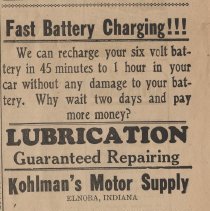 Fast Battery Charging!!!
We can recharge your six volt bat-
tery in 45 minutes to 1 hour in your
car without any damage to your bat-
tery. Why wait two days and pay
more money?
LUBRICATION
Guaranteed Repairing
Kohlman's Motor Supply
ELNORA, INDIANA